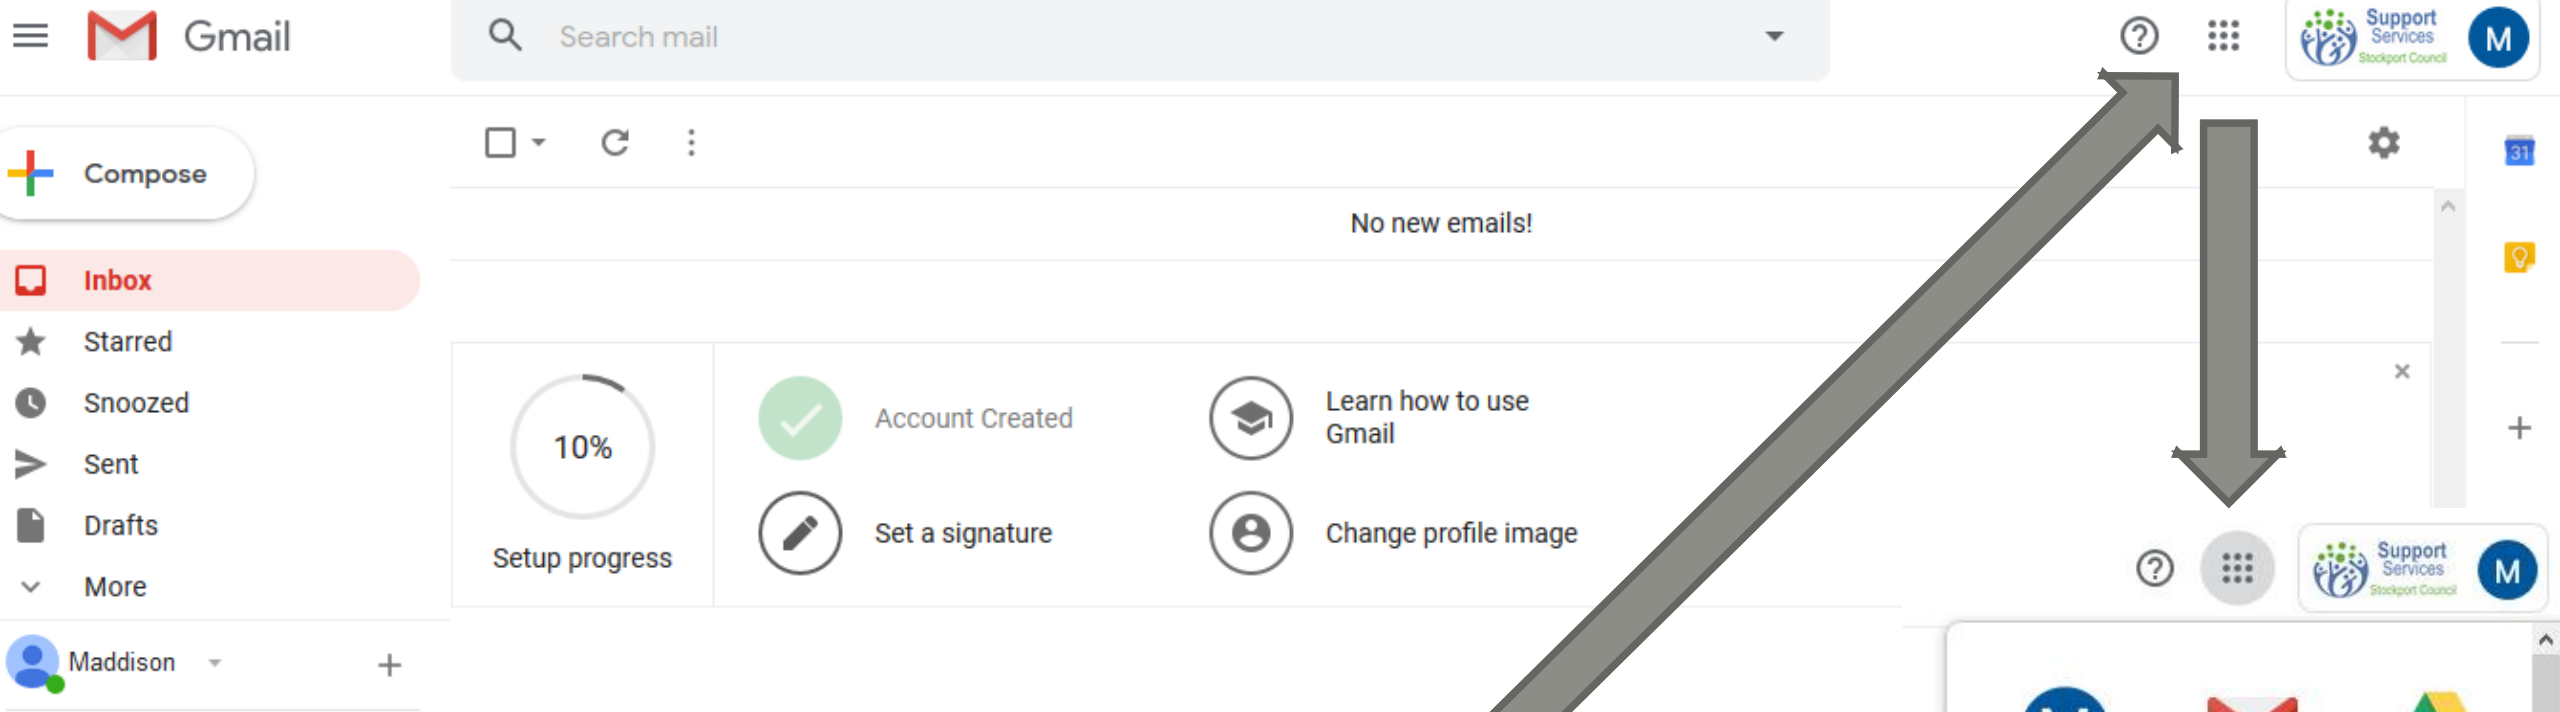 Gmail
Search mail
Support
Services
Stockport Council
M
Compose
31
No new emails!
Inbox
Starred
Snoozed
Sent
Drafts
More
10%
Setup progress
Account Created
Learn how to use
Gmail
Set a signature
Change profile image
Support
Services
Stockport Council
M
Maddison
M